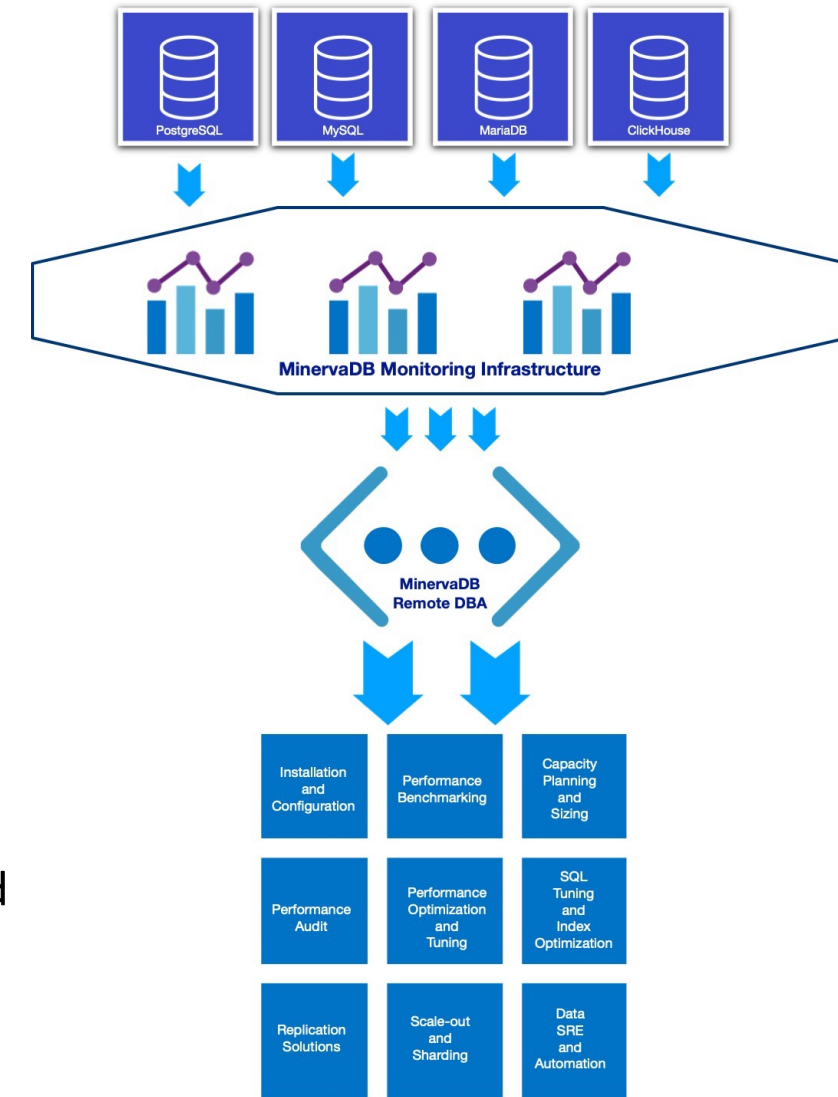 PostgreSQL
MySQL
MariaDB
ClickHouse
MinervaDB Monitoring Infrastructure
MinervaDB
Remote DBA
Installation
and
Configuration
Performance
Benchmarking
Capacity
Planning
and
Sizing
Performance
Audit
Performance
Optimization
and
Tuning
SQL
Tuning
and
Index
Optimization
Replication
Solutions
Scale-out
and
Sharding
Data
SRE
and
Automation